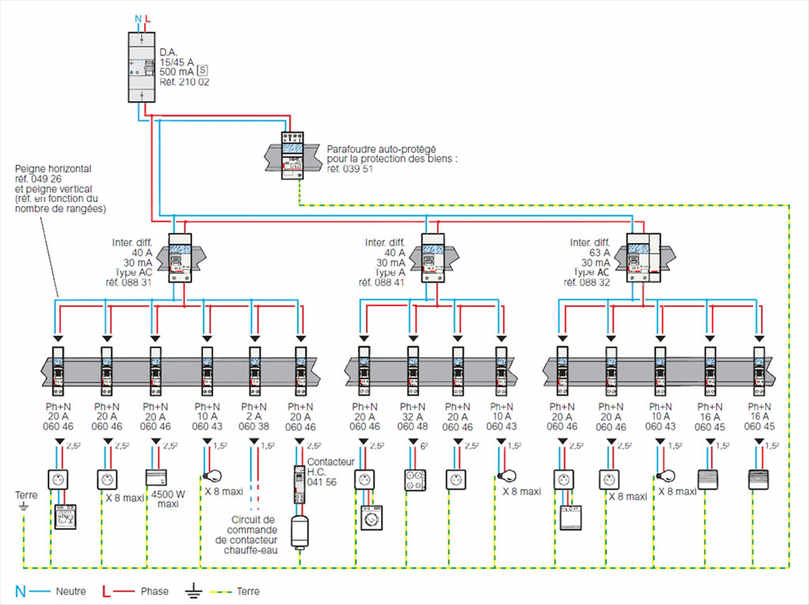 N L
D.A.
15/45 A
500 mA S
Réf. 210 02
Parafoudre auto-protégé
pour la protection des biens :
réf. 039 51
Peigne horizontal
réf. 049 26
et peigne vertical
(réf. en fonction du
nombre de rangées)
Inter. diff.
40 A
30 mA
Type AC
réf. 088 31
Inter. diff.
40 A
30 mA
Type A
réf. 088 41
Inter. diff.
63 A
30 mA
Type AC
réf. 088 32
Ph+N
20 A
060 46
Ph+N
20 A
060 46
Ph+N
20 A
060 46
Ph+N
10 A
060 43
Ph+N
2 A
060 38
Ph+N
20 A
060 46
Ph+N
20 A
060 46
Ph+N
32 A
060 48
Ph+N
20 A
060 46
Ph+N
10 A
060 43
Ph+N
20 A
060 46
Ph+N
20 A
060 46
Ph+N
10 A
060 43
Ph+N
16 A
060 45
Ph+N
16 A
060 45
2,5² 2,5² 2,5² 1,5² 1,5² 2,5² 2,5² 6² 2,5² 1,5² 2,5² 2,5² 1,5² 1,5² 1,5²
Contacteur
H.C.
041 56
X 8 maxi
4500 W
maxi
X 8 maxi
X 8 maxi
X 8 maxi
X 8 maxi
Terre
Circuit de
commande
de contacteur
chauffe-eau
N Neutre L Phase Terre